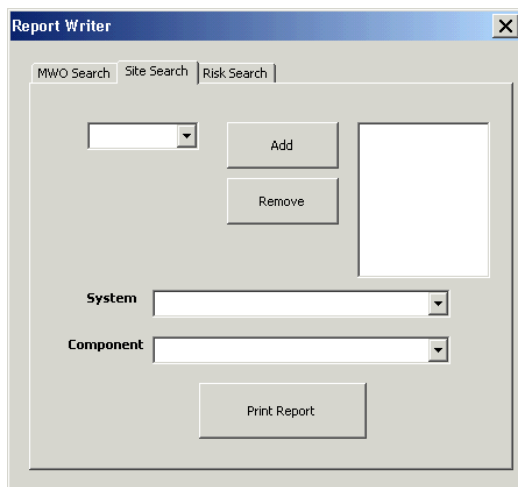 Report Writer
MWO Search Site Search Risk Search
Add
Remove
System
Component
Print Report